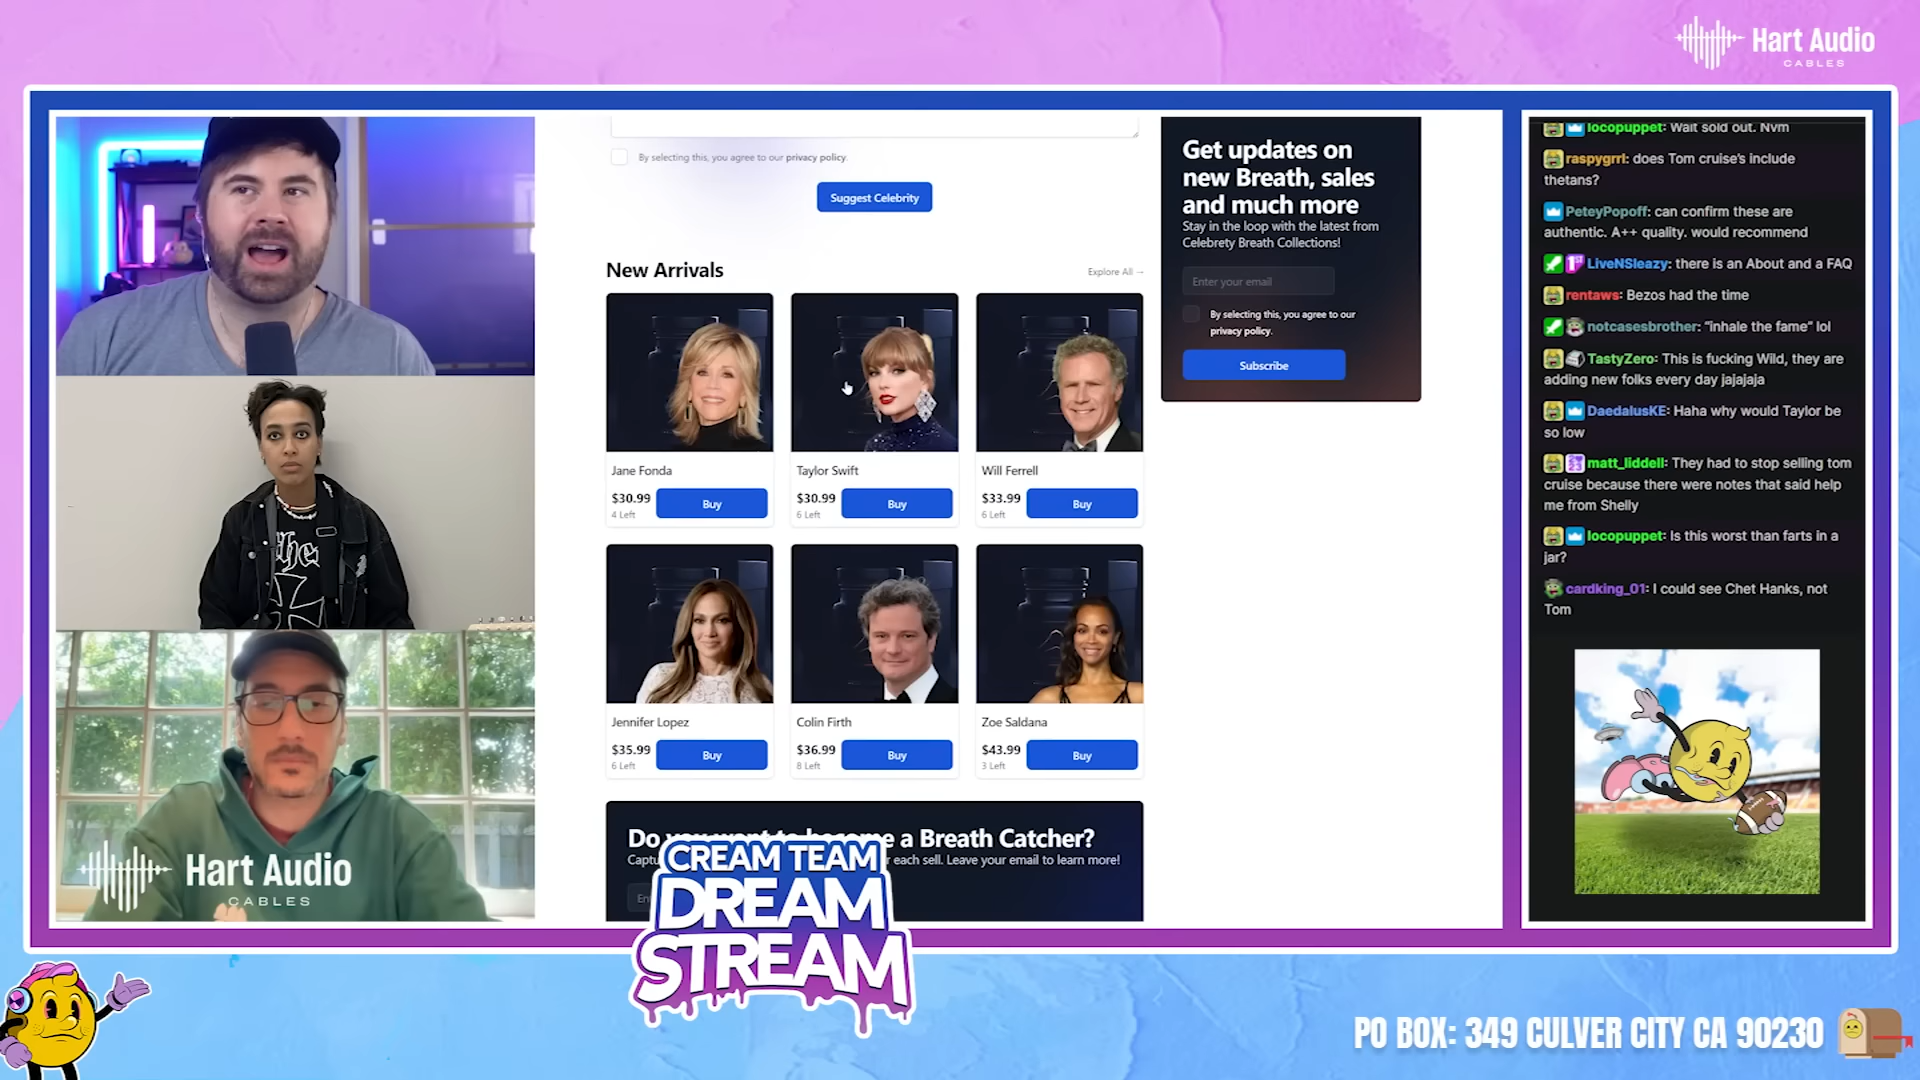 Hart Audio
CABLES
By selecting this, you agree to our privacy policy.
Suggest Celebrity
New Arrivals
Explore All →
Jane Fonda
$30.99
4 Left
Buy
Taylor Swift
$30.99
6 Left
Buy
Will Ferrell
$33.99
6 Left
Buy
Jennifer Lopez
$35.99
6 Left
Buy
Colin Firth
$36.99
8 Left
Buy
Zoe Saldana
$43.99
3 Left
Buy
Do you want to become a Breath Catcher?
each sell. Leave your email to learn more!
Get updates on
new Breath, sales
and much more
Stay in the loop with the latest from
Celebrety Breath Collections!
Enter your email
By selecting this, you agree to our
privacy policy.
Subscribe
locopuppet: Wait sold out. Nvm
raspygrrl: does Tom cruise's include
thetans?
PeteyPopoff: can confirm these are
authentic. A++ quality. would recommend
LiveNSleazy: there is an About and a FAQ
rentaws: Bezos had the time
notcasesbrother: "inhale the fame" lol
TastyZero: This is fucking Wild, they are
adding new folks every day jajajaja
DaedalusKE: Haha why would Taylor be
so low
matt_liddell: They had to stop selling tom
cruise because there were notes that said help
me from Shelly
locopuppet: Is this worst than farts in a
jar?
cardking_01: I could see Chet Hanks, not
Tom
Hart Audio
CABLES
CREAM TEAM
DREAM
STREAM
PO BOX: 349 CULVER CITY CA 90230